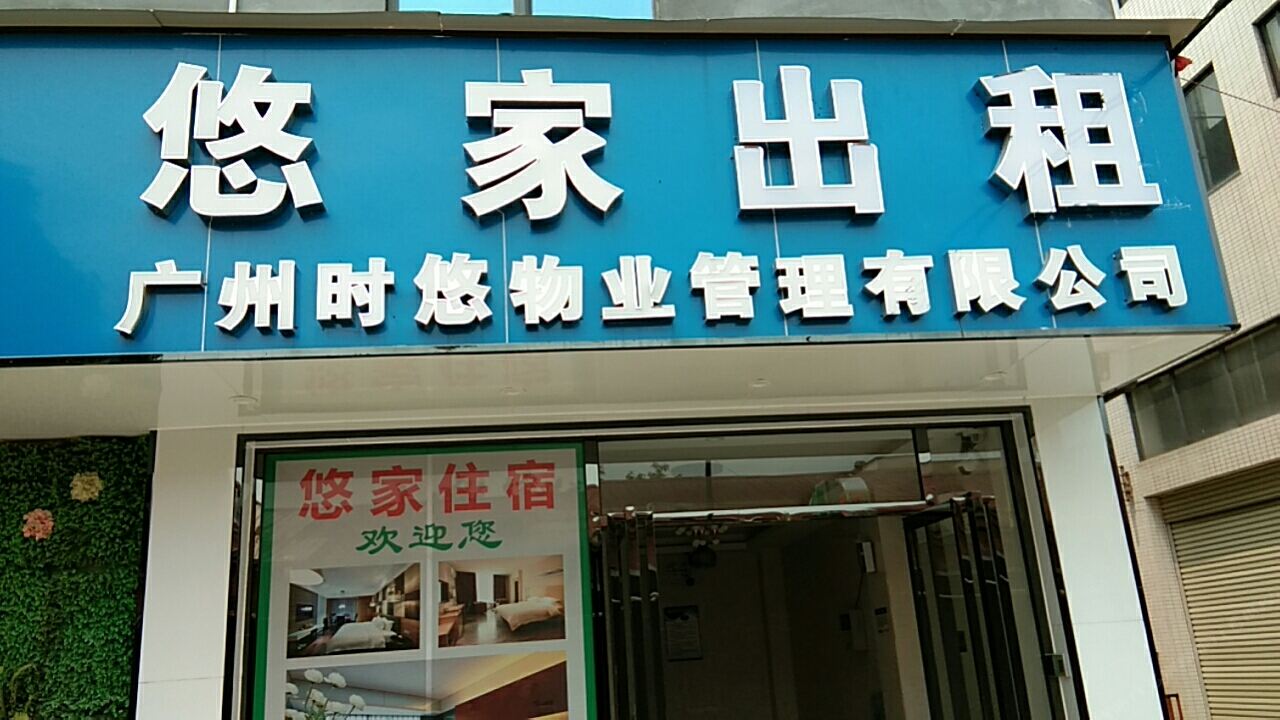 悠家出租
广州时悠物业管理有限公司
悠家住宿
欢迎您